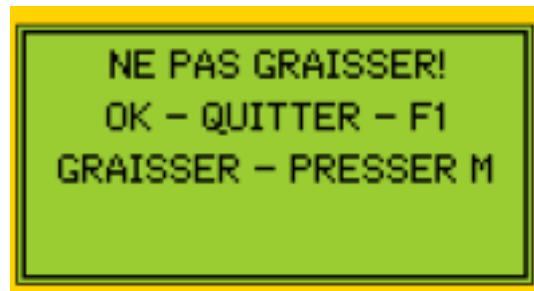 NE PAS GRAISSER!
OK – QUITTER – F1
GRAISSER – PRESSER M